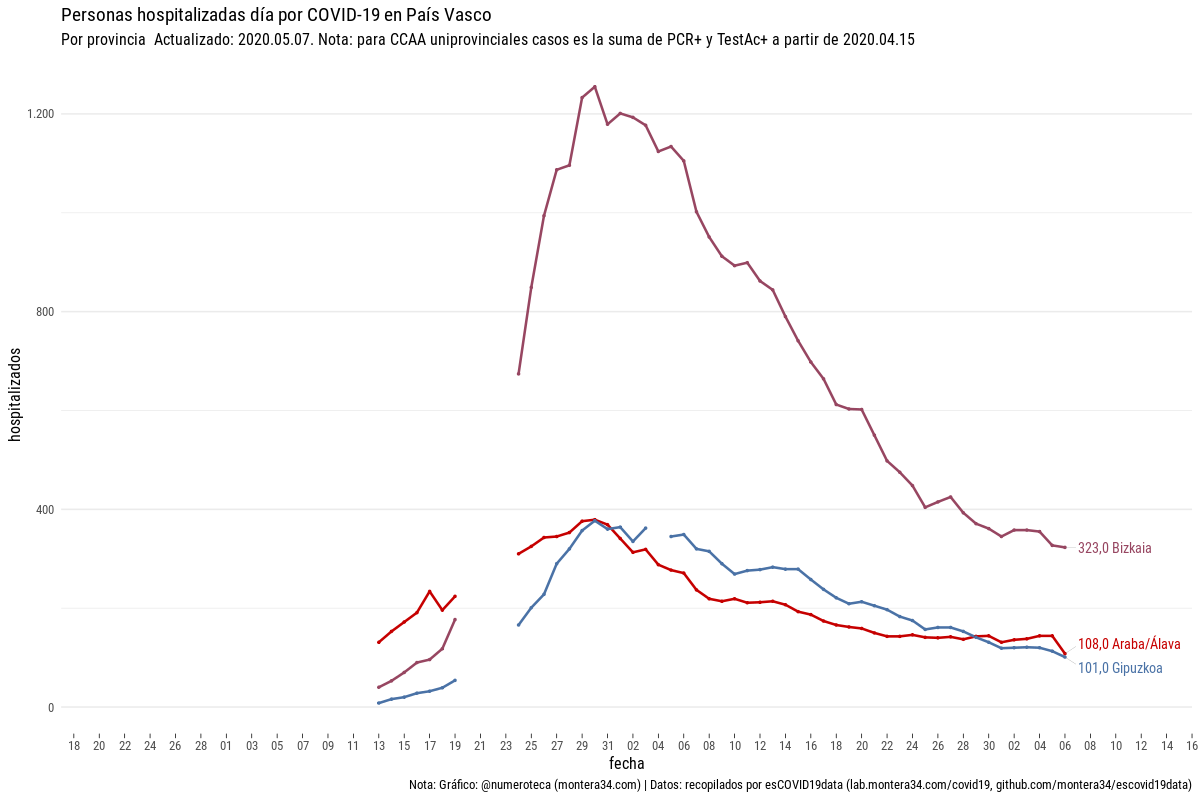 Personas hospitalizadas día por COVID-19 en País Vasco
Por provincia  Actualizado: 2020.05.07. Nota: para CCAA uniprovinciales casos es la suma de PCR+ y TestAc+ a partir de 2020.04.15
hospitalizados
1.200
800
400
0
323,0 Bizkaia
108,0 Araba/Álava
101,0 Gipuzkoa
18 20 22 24 26 28 01 03 05 07 09 11 13 15 17 19 21 23 25 27 29 31 02 04 06 08 10 12 14 16 18 20 22 24 26 28 30 02 04 06 08 10 12 14 16
fecha
Nota: Gráfico: @numeroteca (montera34.com) | Datos: recopilados por esCOVID19data (lab.montera34.com/covid19, github.com/montera34/escovid19data)